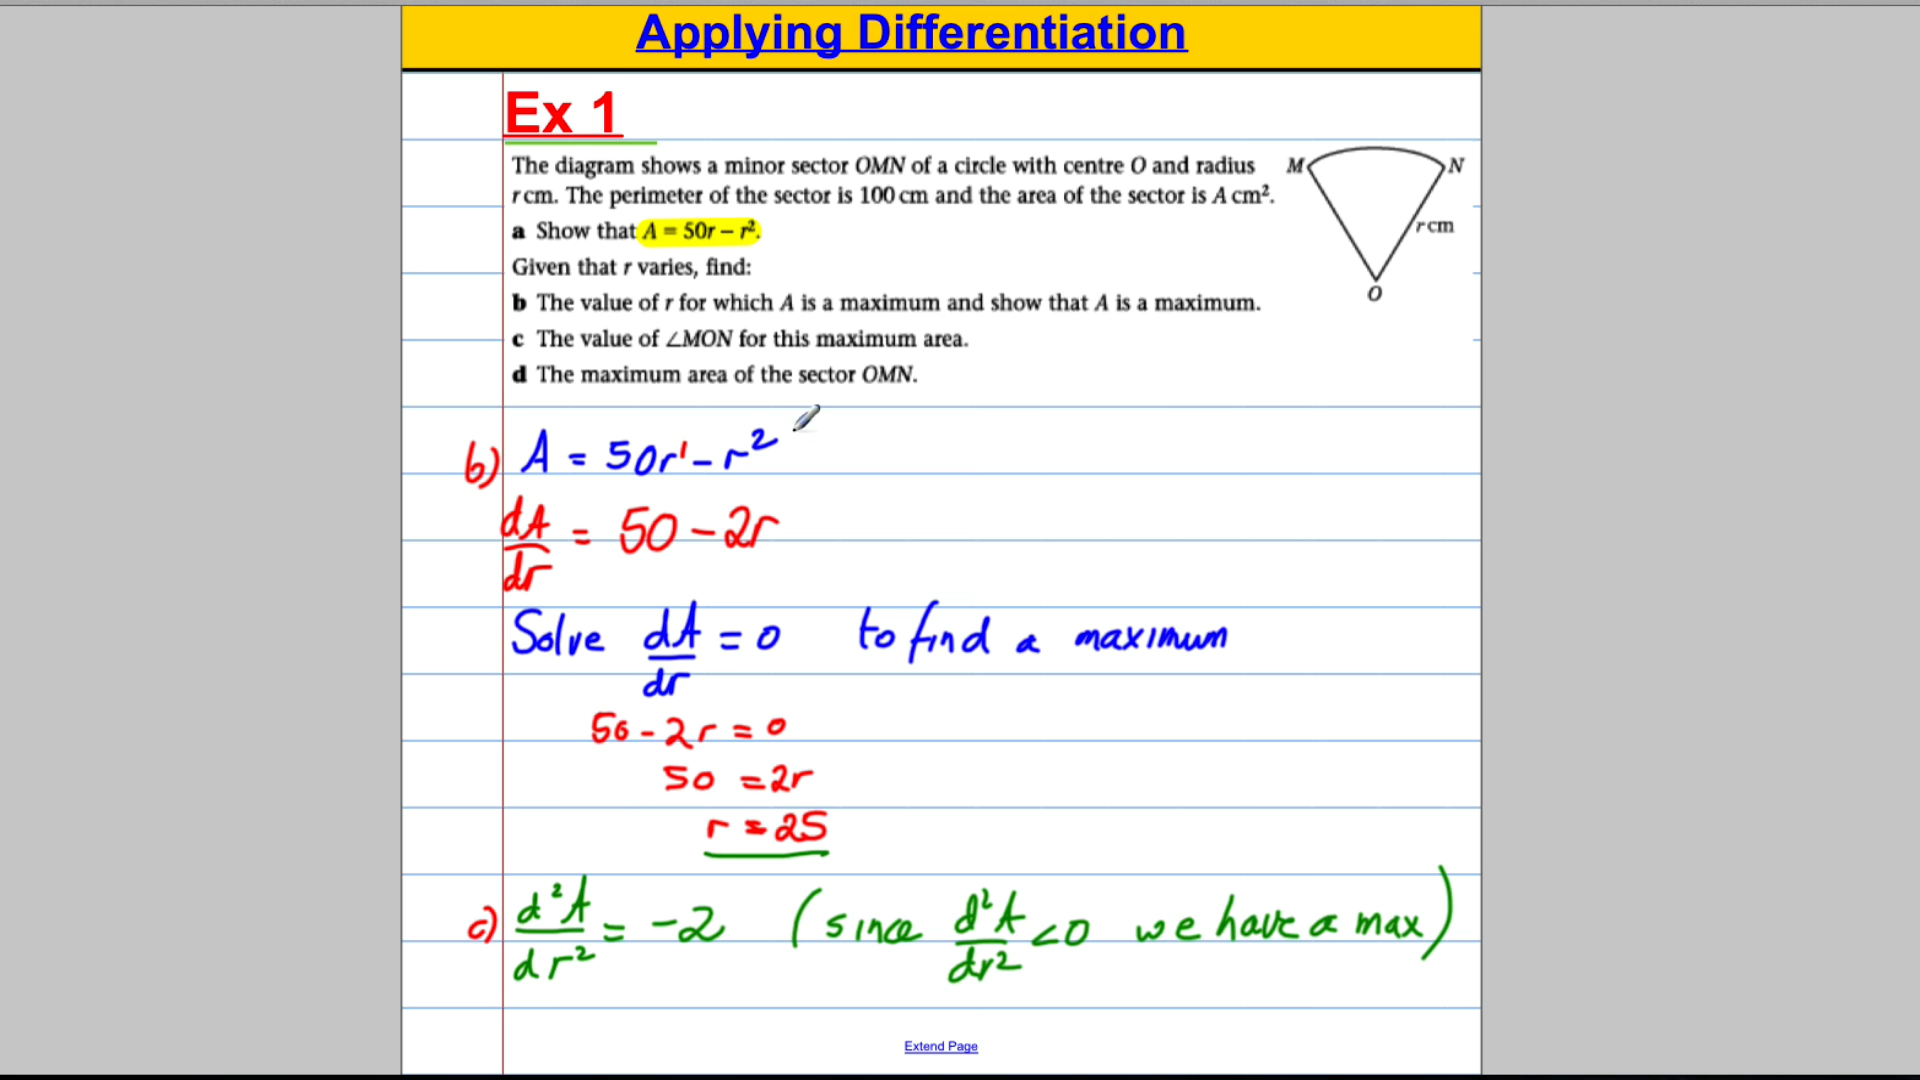 Applying Differentiation
Ex 1
The diagram shows a minor sector OMN of a circle with centre O and radius
r cm. The perimeter of the sector is 100 cm and the area of the sector is A cm².
a Show that A = 50r – r².
Given that r varies, find:
b The value of r for which A is a maximum and show that A is a maximum.
c The value of ∠MON for this maximum area.
d The maximum area of the sector OMN.
M
N
r cm
O
b) A = 50r¹ - r²
dA/dr = 50 - 2r
Solve dA/dr = 0 to find a maximum
50 - 2r = 0
50 = 2r
r = 25
c) d²A/dr² = -2 (since d²A/dr² <0 we have a max)
Extend Page